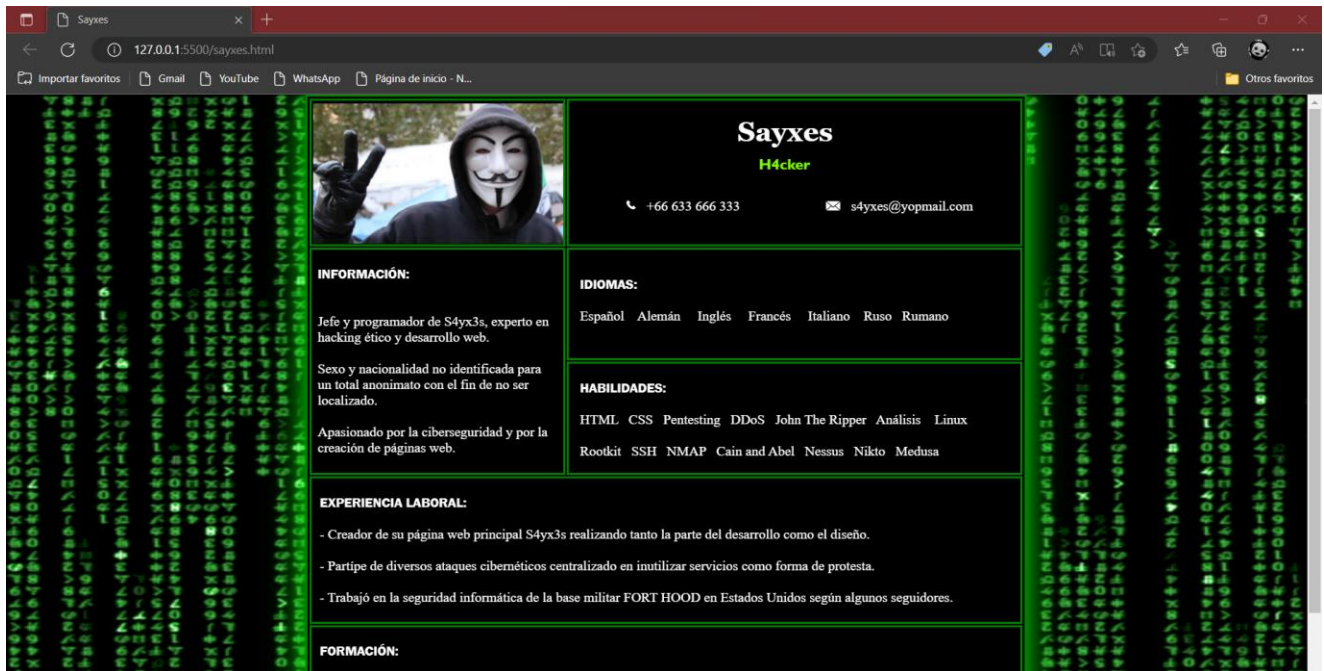 Sayxes
127.0.0.1:5500/sayxes.html
Importar favoritos Gmail YouTube WhatsApp Página de inicio - N... Otros favoritos
Sayxes
H4cker
+66 633 666 333 s4yxes@yopmail.com
INFORMACIÓN:
Jefe y programador de S4yx3s, experto en
hacking ético y desarrollo web.
Sexo y nacionalidad no identificada para
un total anonimato con el fin de no ser
localizado.
Apasionado por la ciberseguridad y por la
creación de páginas web.
IDIOMAS:
Español Alemán Inglés Francés Italiano Ruso Rumano
HABILIDADES:
HTML CSS Pentesting DDoS John The Ripper Análisis Linux
Rootkit SSH NMAP Cain and Abel Nessus Nikto Medusa
EXPERIENCIA LABORAL:
- Creador de su página web principal S4yx3s realizando tanto la parte del desarrollo como el diseño.
- Partípe de diversos ataques cibernéticos centralizado en inutilizar servicios como forma de protesta.
- Trabajó en la seguridad informática de la base militar FORT HOOD en Estados Unidos según algunos seguidores.
FORMACIÓN: